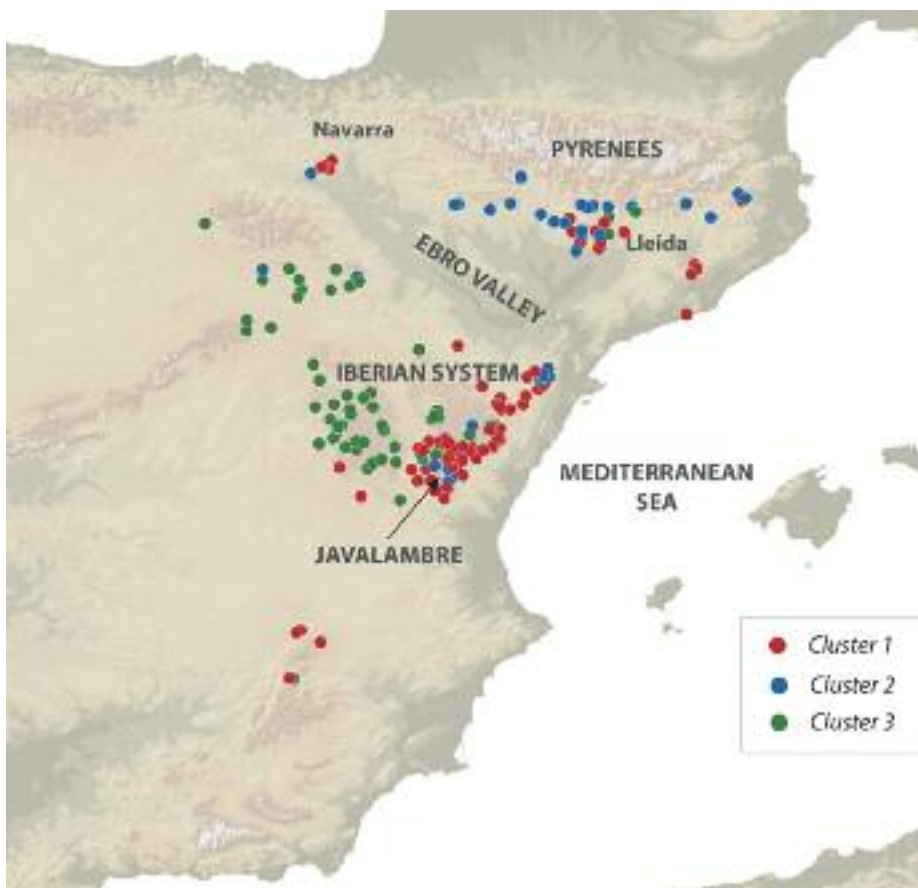 Navarra
PYRENEES
Lleida
EBRO VALLEY
IBERIAN SYSTEM
MEDITERRANEAN
SEA
JAVALAMBRE
Cluster 1
Cluster 2
Cluster 3